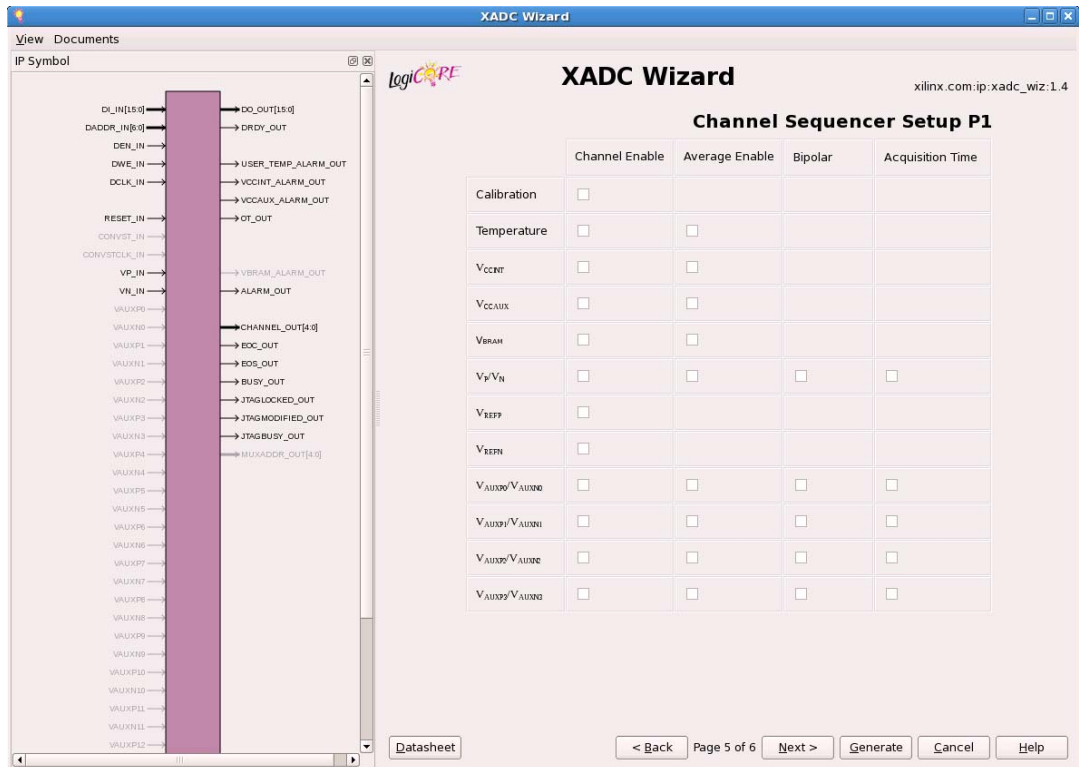 XADC Wizard
View Documents
IP Symbol
DI_IN[15:0]
DO_OUT[15:0]
DADDR_IN[6:0]
DRDY_OUT
DEN_IN
DWE_IN
USER_TEMP_ALARM_OUT
DCLK_IN
VCCINT_ALARM_OUT
VCCAUX_ALARM_OUT
RESET_IN
OT_OUT
CONVST_IN
CONVSTCLK_IN
VP_IN
VBRAM_ALARM_OUT
VN_IN
ALARM_OUT
VAUXP0
VAUXN0
CHANNEL_OUT[4:0]
VAUXP1
EOC_OUT
VAUXN1
EOS_OUT
VAUXP2
BUSY_OUT
VAUXN2
JTAGLOCKED_OUT
VAUXP3
JTAGMODIFIED_OUT
VAUXN3
JTAGBUSY_OUT
VAUXP4
MUXADDR_OUT[4:0]
VAUXN4
VAUXP5
VAUXN5
VAUXP6
VAUXN6
VAUXP7
VAUXN7
VAUXP8
VAUXN8
VAUXP9
VAUXN9
VAUXP10
VAUXN10
VAUXP11
VAUXN11
VAUXP12
LogiCORE
XADC Wizard
xilinx.com:ip:xadc_wiz:1.4
Channel Sequencer Setup P1
Channel Enable Average Enable Bipolar Acquisition Time
Calibration
Temperature
VCCINT
VCCAUX
VBRAM
VP/VN
VREFP
VREFN
VAUXP0/VAUXN0
VAUXP1/VAUXN1
VAUXP2/VAUXN2
VAUXP3/VAUXN3
Datasheet < Back Page 5 of 6 Next > Generate Cancel Help